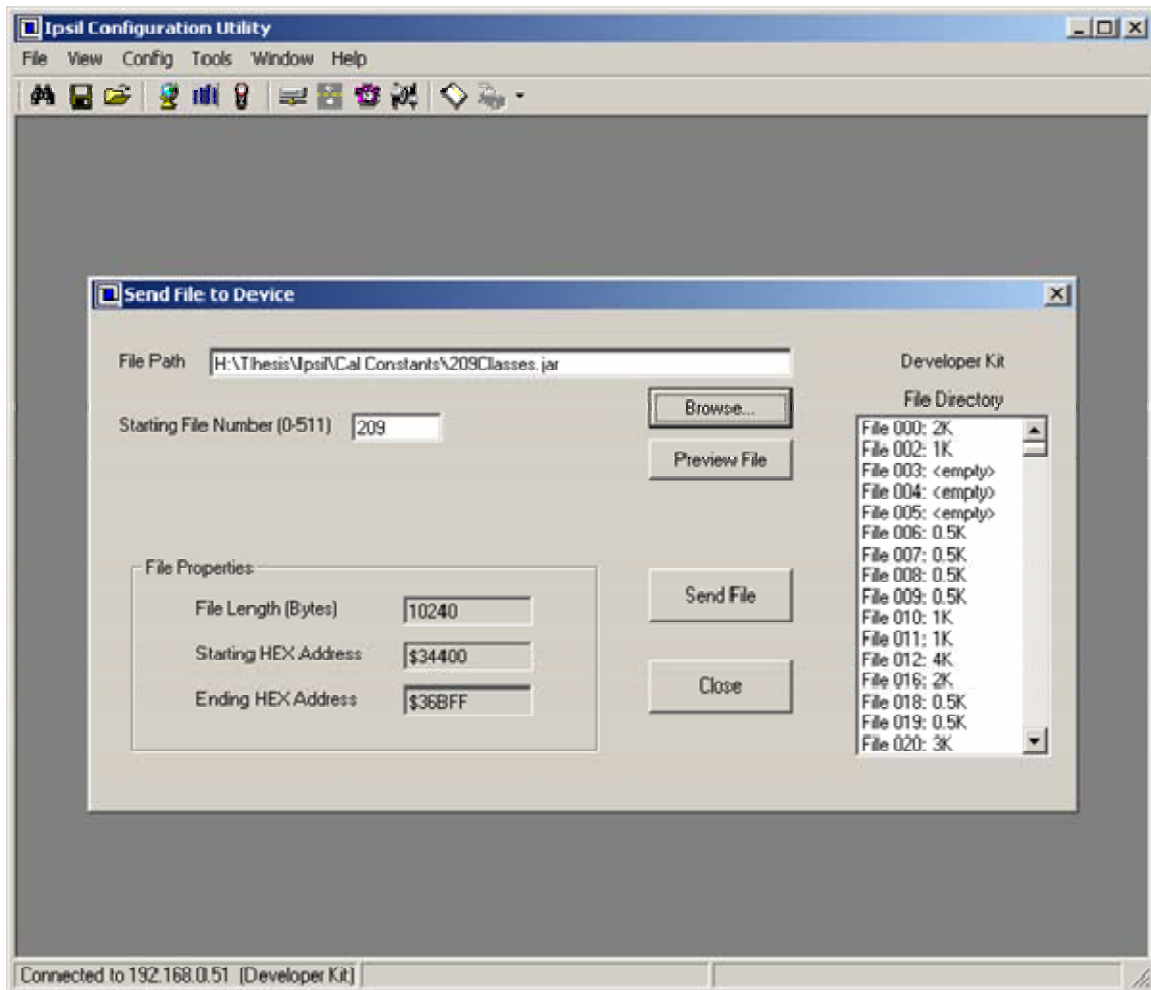 Ipsil Configuration Utility
File View Config Tools Window Help
Send File to Device
File Path H:\Thesis\Ipsil\Cal Constants\209Classes.jar
Starting File Number (0-511) 209
Browse...
Preview File
Developer Kit
File Directory
File 000: 2K
File 002: 1K
File 003: <empty>
File 004: <empty>
File 005: <empty>
File 006: 0.5K
File 007: 0.5K
File 008: 0.5K
File 009: 0.5K
File 010: 1K
File 011: 1K
File 012: 4K
File 016: 2K
File 018: 0.5K
File 019: 0.5K
File 020: 3K
File Properties
File Length (Bytes) 10240
Starting HEX Address $34400
Ending HEX Address $36BFF
Send File
Close
Connected to 192.168.0.51 (Developer Kit)